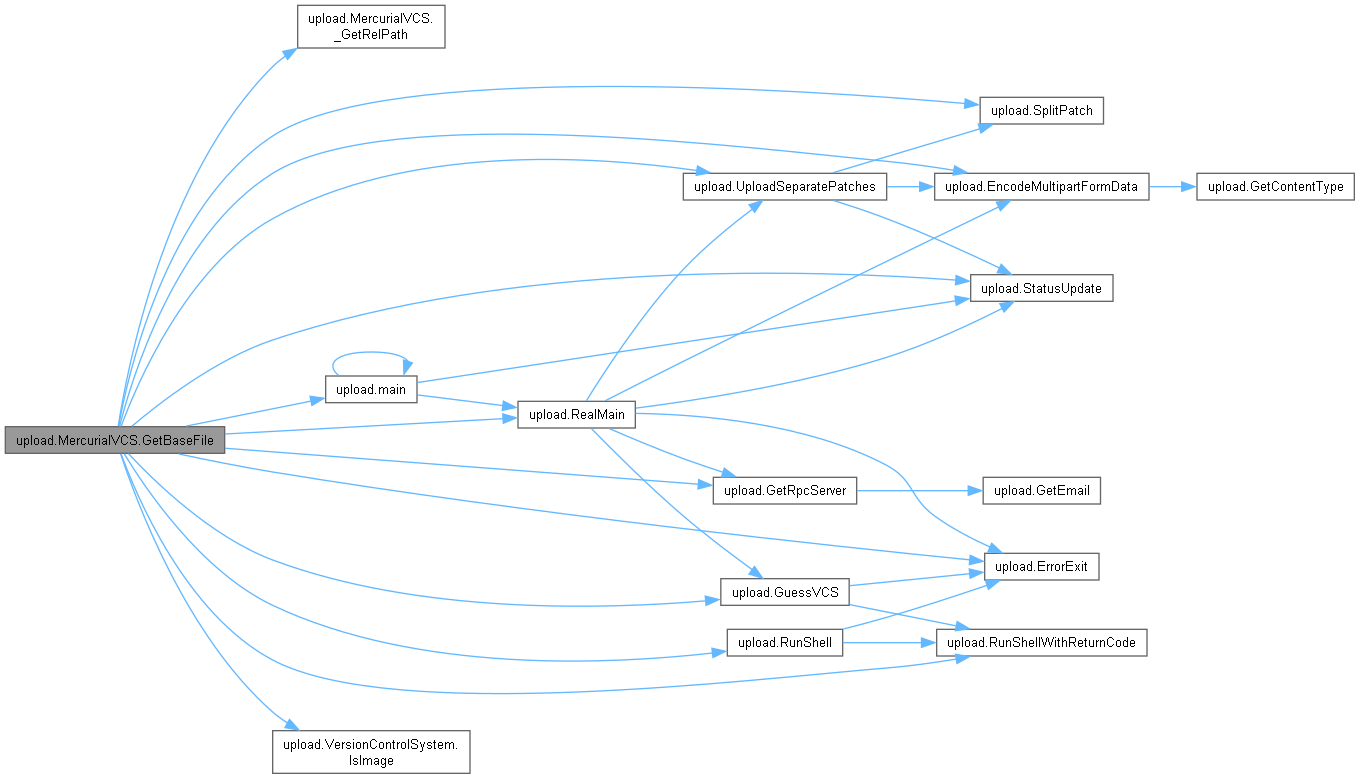 upload.MercurialVCS.
_GetRelPath
upload.SplitPatch
upload.UploadSeparatePatches
upload.EncodeMultipartFormData
upload.GetContentType
upload.StatusUpdate
upload.main
upload.RealMain
upload.MercurialVCS.GetBaseFile
upload.GetRpcServer
upload.GetEmail
upload.ErrorExit
upload.GuessVCS
upload.RunShell
upload.RunShellWithReturnCode
upload.VersionControlSystem.
IsImage